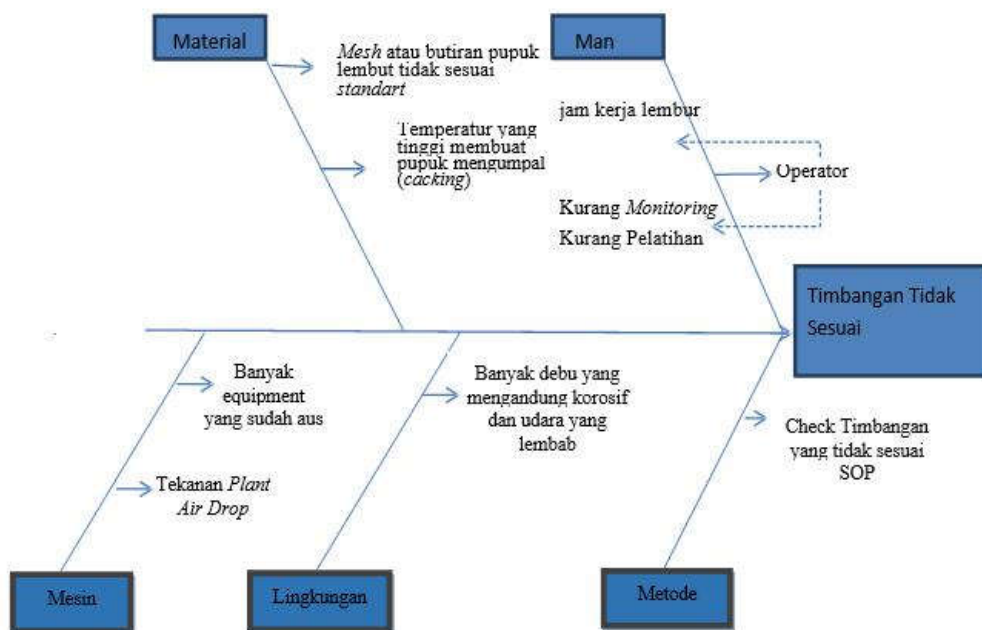 Material
Mesh atau butiran pupuk
lembut tidak sesuai
standart
Temperatur yang
tinggi membuat
pupuk mengumpal
(cacking)
Man
jam kerja lembur
Operator
Kurang Monitoring
Kurang Pelatihan
Timbangan Tidak
Sesuai
Banyak
equipment
yang sudah aus
Tekanan Plant
Air Drop
Mesin
Banyak debu yang
mengandung korosif
dan udara yang
lembab
Lingkungan
Check Timbangan
yang tidak sesuai
SOP
Metode